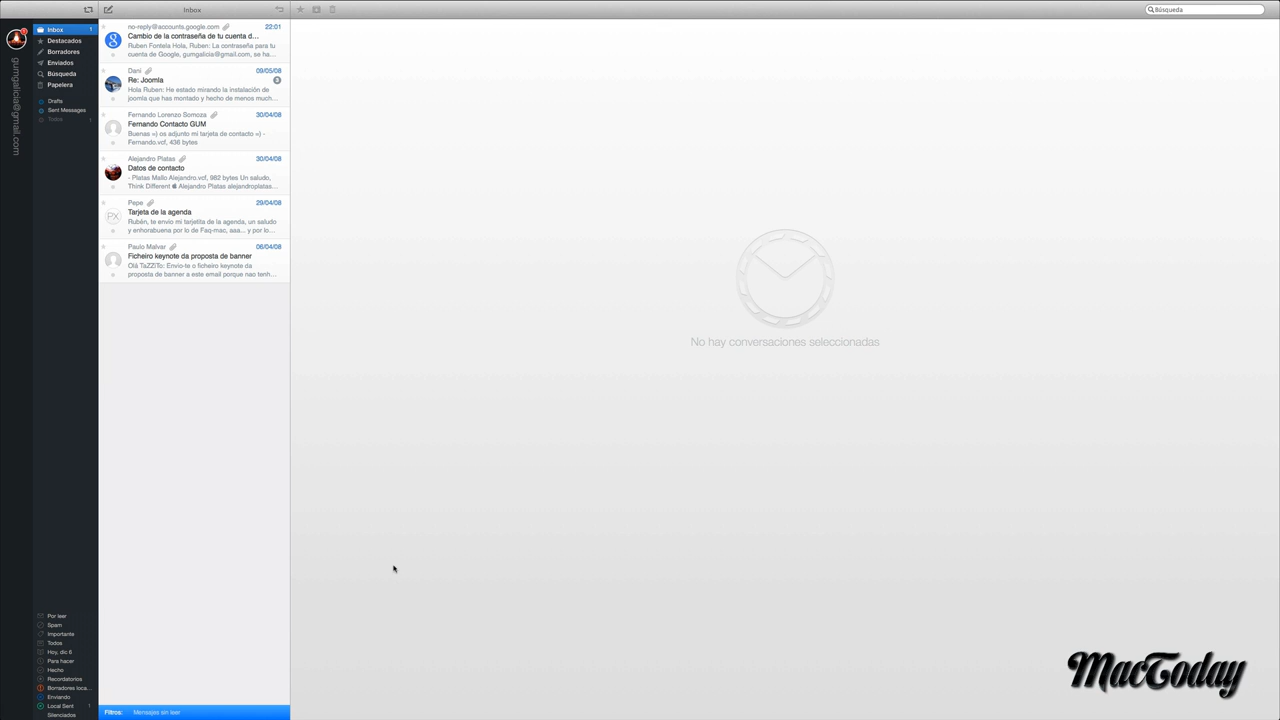 Inbox
Búsqueda
gumgalicia@gmail.com
Inbox 1
Destacados
Borradores
Enviados
Búsqueda
Papelera
Drafts
Sent Messages
Todos 1
no-reply@accounts.google.com 22:01
Cambio de la contraseña de tu cuenta d...
Ruben Fontela Hola, Ruben: La contraseña para tu
cuenta de Google, gumgalicia@gmail.com, se ha...
Dani 09/05/08
Re: Joomla 3
Hola Ruben: He estado mirando la instalación de
joomla que has montado y hecho de menos much...
Fernando Lorenzo Somoza 30/04/08
Fernando Contacto GUM
Buenas =) os adjunto mi tarjeta de contacto =) -
Fernando.vcf, 436 bytes
Alejandro Platas 30/04/08
Datos de contacto
- Platas Mallo Alejandro.vcf, 982 bytes Un saludo,
Think Different Alejandro Platas alejandroplatas...
Pepe 29/04/08
PX
Tarjeta de la agenda
Rubén, te envío mi tarjetita de la agenda, un saludo
y enhorabuena por lo de Faq-mac, aaa... y por lo...
Paulo Malvar 06/04/08
Ficheiro keynote da proposta de banner
Olá TaZZiTo: Envio-te o ficheiro keynote da
proposta de banner a este email porque nao tenh...
No hay conversaciones seleccionadas
Por leer
Spam
Importante
Todos
Hoy, dic 6
Para hacer
Hecho
Recordatorios
Borradores loca...
Enviando
Local Sent 1
Silenciados
Filtros: Mensajes sin leer
MacToday